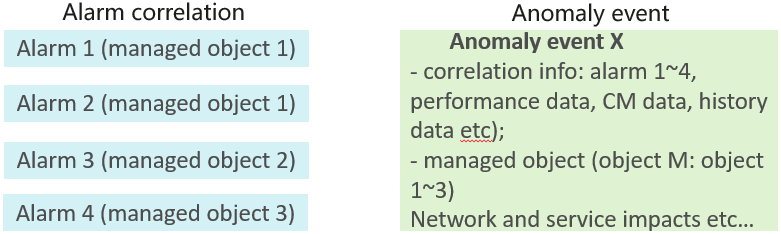 Alarm correlation
Alarm 1 (managed object 1)
Alarm 2 (managed object 1)
Alarm 3 (managed object 2)
Alarm 4 (managed object 3)
Anomaly event
Anomaly event X
- correlation info: alarm 1~4,
performance data, CM data, history
data etc);
- managed object (object M: object
1~3)
Network and service impacts etc...